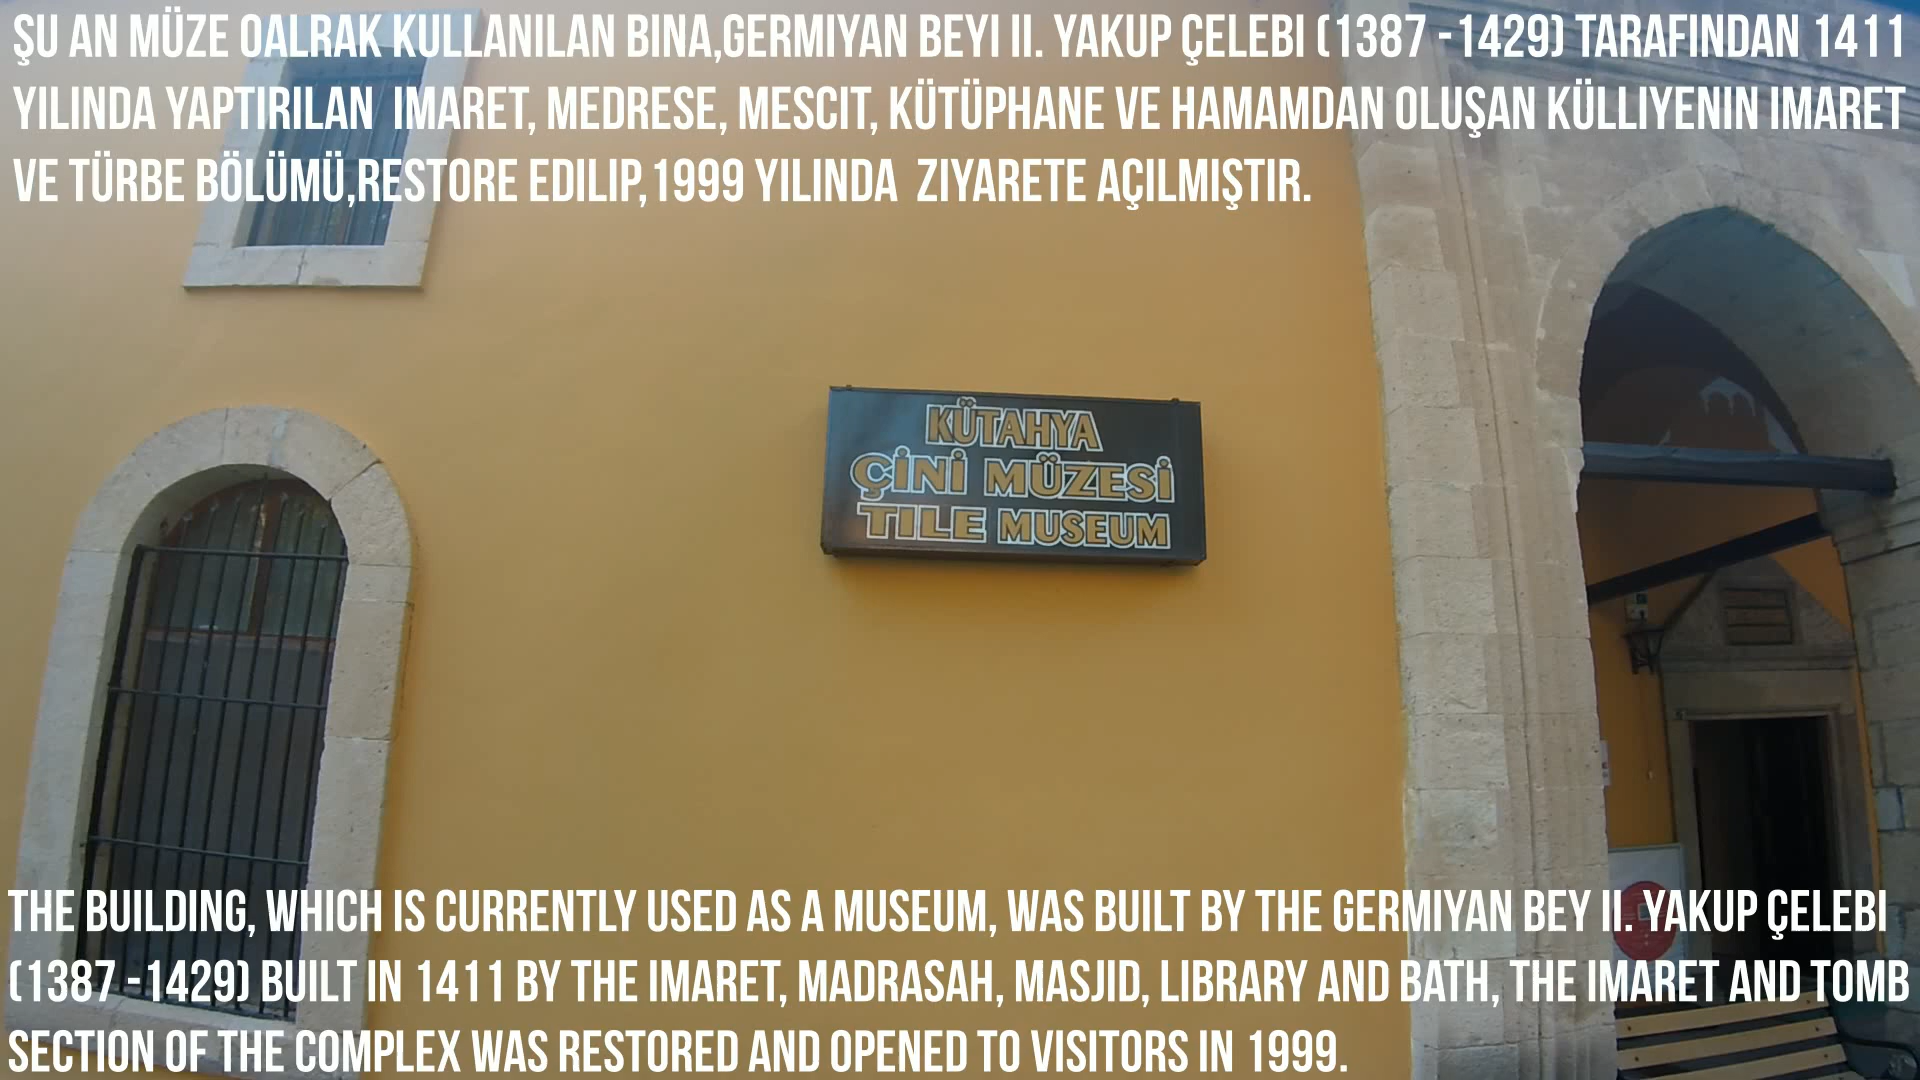 ŞU AN MÜZE OALRAK KULLANILAN BINA,GERMIYAN BEYI II. YAKUP ÇELEBI (1387 -1429) TARAFINDAN 1411
YILINDA YAPTIRILAN IMARET, MEDRESE, MESCIT, KÜTÜPHANE VE HAMAMDAN OLUŞAN KÜLLIYENIN IMARET
VE TÜRBE BÖLÜMÜ,RESTORE EDILIP,1999 YILINDA ZIYARETE AÇILMIŞTIR.
KÜTAHYA
ÇİNİ MÜZESİ
TILE MUSEUM
THE BUILDING, WHICH IS CURRENTLY USED AS A MUSEUM, WAS BUILT BY THE GERMIYAN BEY II. YAKUP ÇELEBI
(1387 -1429) BUILT IN 1411 BY THE IMARET, MADRASAH, MASJID, LIBRARY AND BATH, THE IMARET AND TOMB
SECTION OF THE COMPLEX WAS RESTORED AND OPENED TO VISITORS IN 1999.